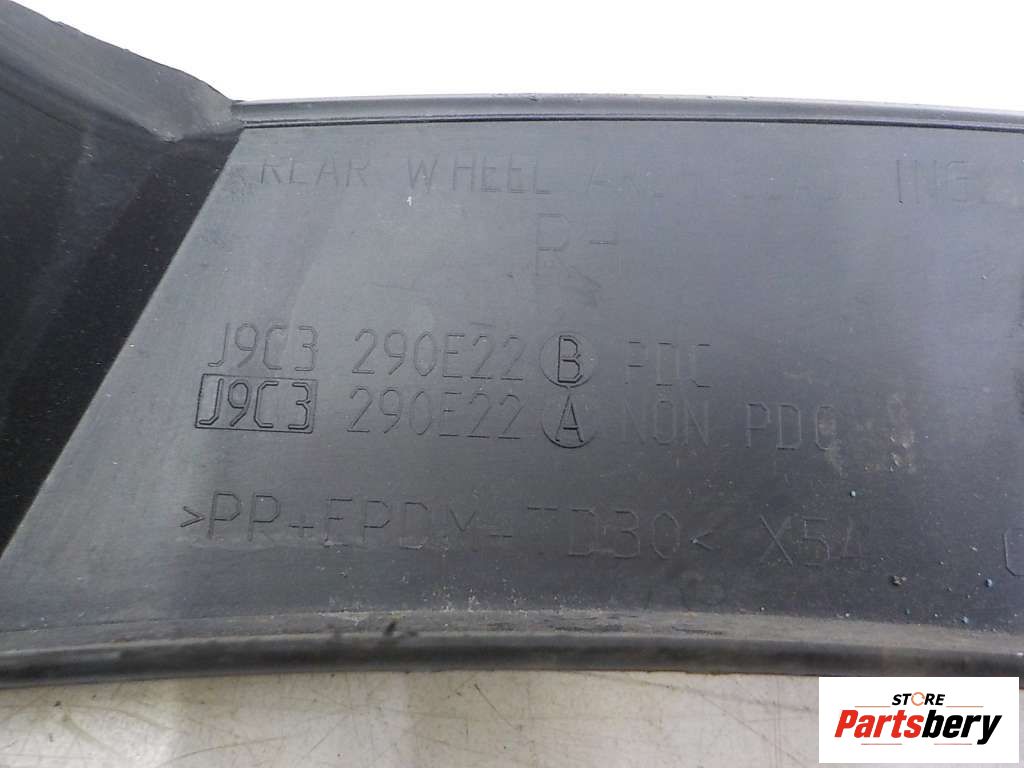 REAR WHEEL
J9C3 290E22 B PDC
J9C3 290E22 A NON PDC
>PP+EPDM-TD30< X54
STORE
Partsbery